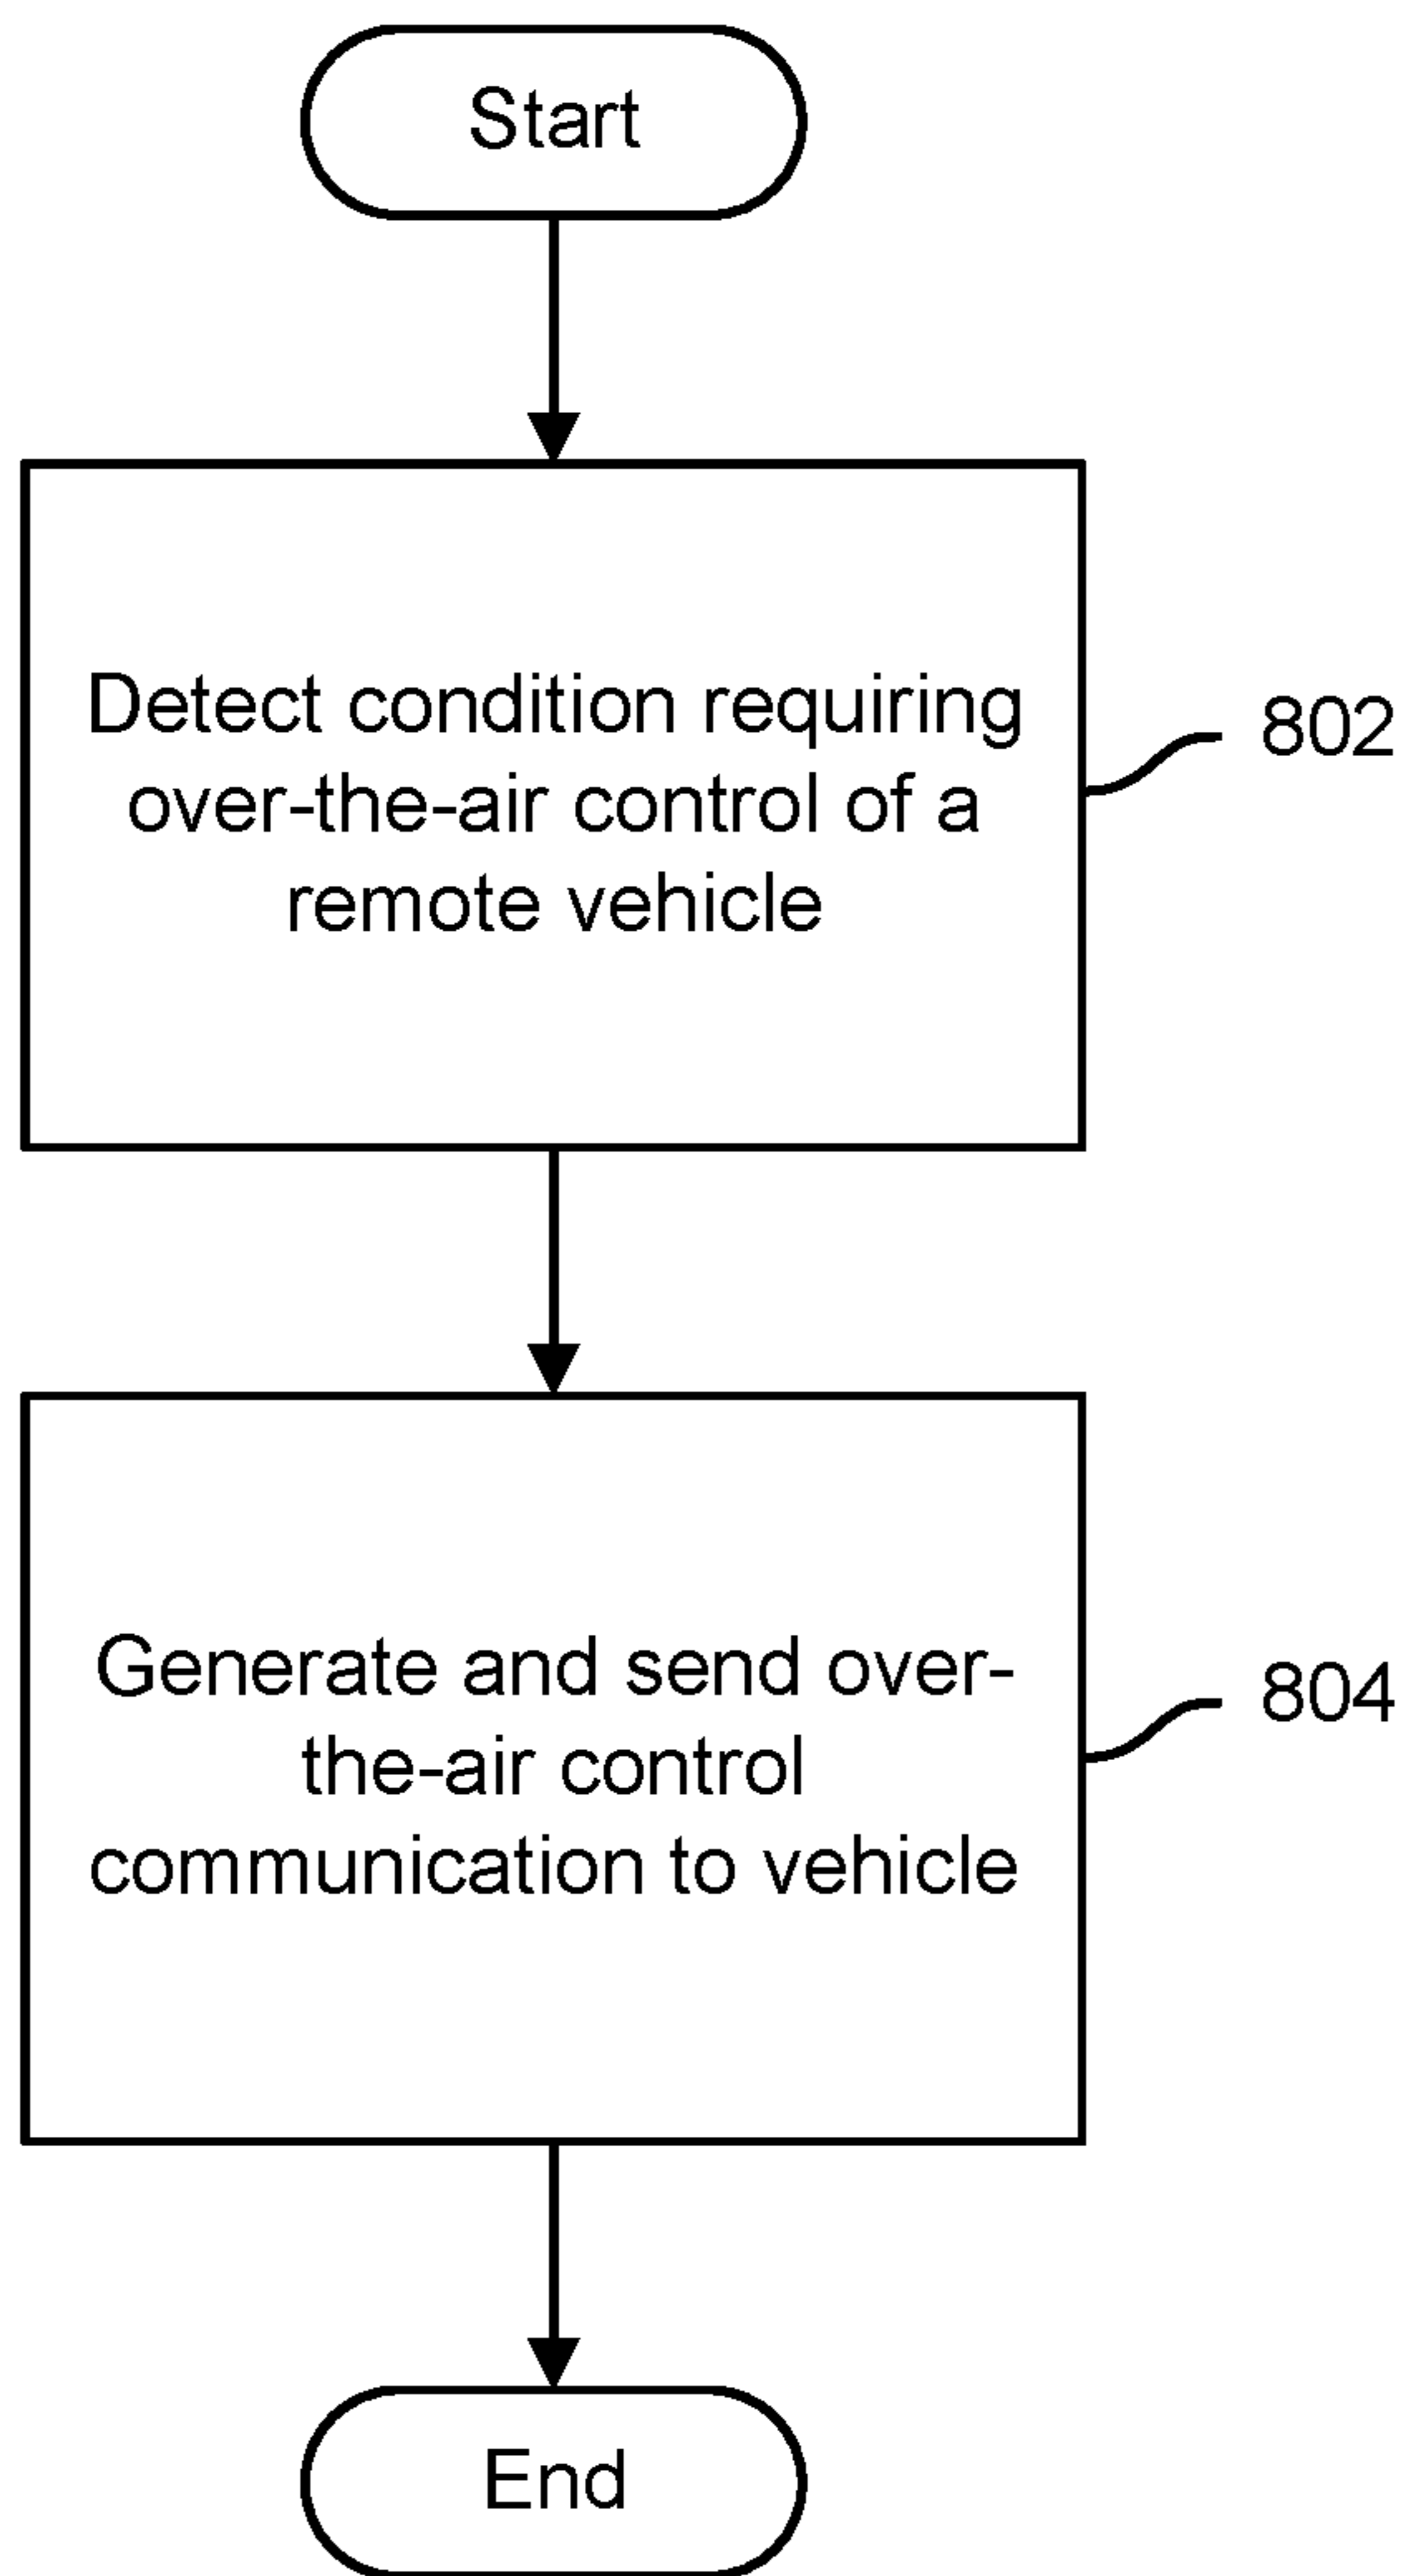 Start
Detect condition requiring
over-the-air control of a
remote vehicle
802
Generate and send over-
the-air control
communication to vehicle
804
End